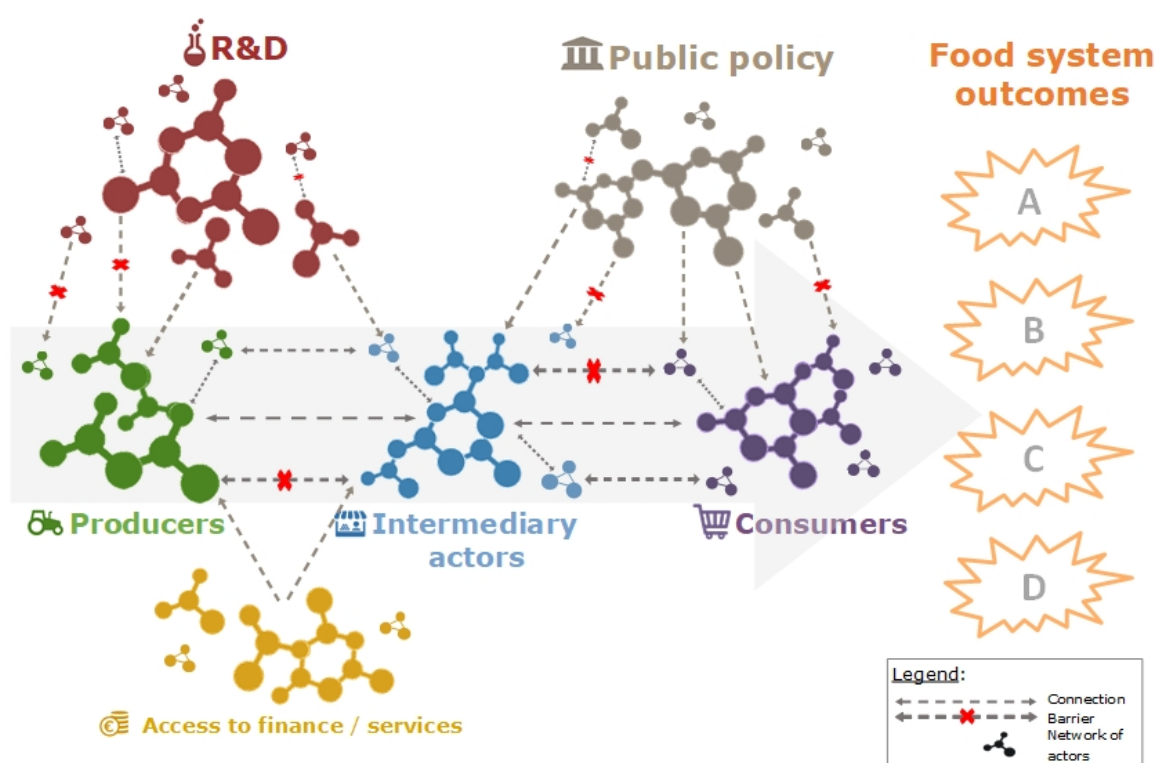 R&D
Public policy
Food system
outcomes
A
B
C
D
Producers
Intermediary
actors
Consumers
€
Access to finance / services
Legend:
Connection
Barrier
Network of
actors